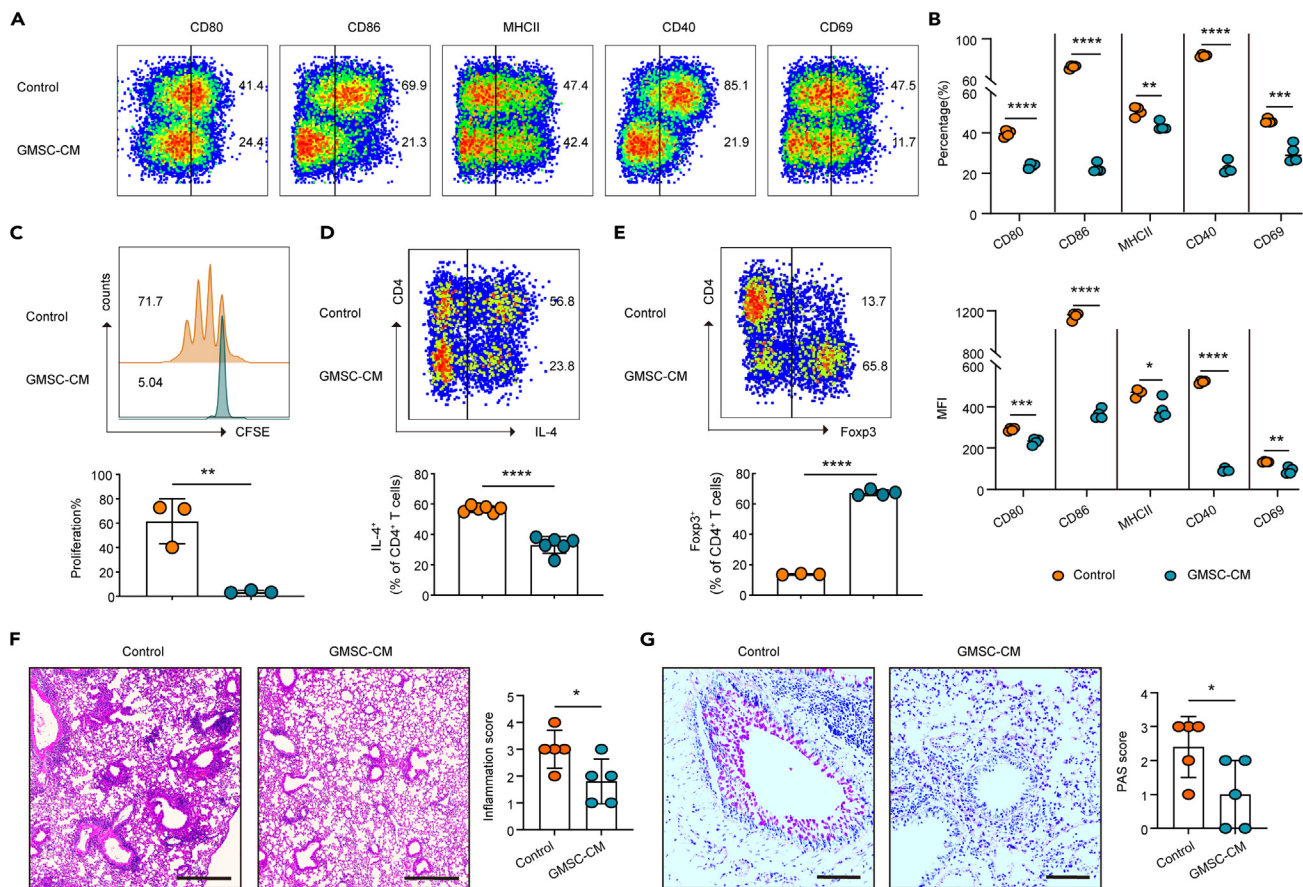 A
CD80 CD86 MHCII CD40 CD69
Control 41.4 69.9 47.4 85.1 47.5
GMSC-CM 24.4 21.3 42.4 21.9 11.7
B
Percentage(%)
100
60
60
40
20
0
**** **** ** **** ***
CD80 CD86 MHCII CD40 CD69
MFI
1200
800
600
400
200
0
*** **** * **** **
CD80 CD86 MHCII CD40 CD69
Control GMSC-CM
C
counts
Control 71.7
GMSC-CM 5.04
CFSE
Proliferation%
100
80
60
40
20
0
**
D
CD4
Control 56.8
GMSC-CM 23.8
IL-4
IL-4+
(% of CD4+ T cells)
80
60
40
20
0
****
E
CD4
Control 13.7
GMSC-CM 65.8
Foxp3
Foxp3+
(% of CD4+ T cells)
80
60
40
20
0
****
F
Control GMSC-CM
Inflammation score
5
4
3
2
1
0
*
Control GMSC-CM
G
Control GMSC-CM
PAS score
4
3
2
1
0
*
Control GMSC-CM